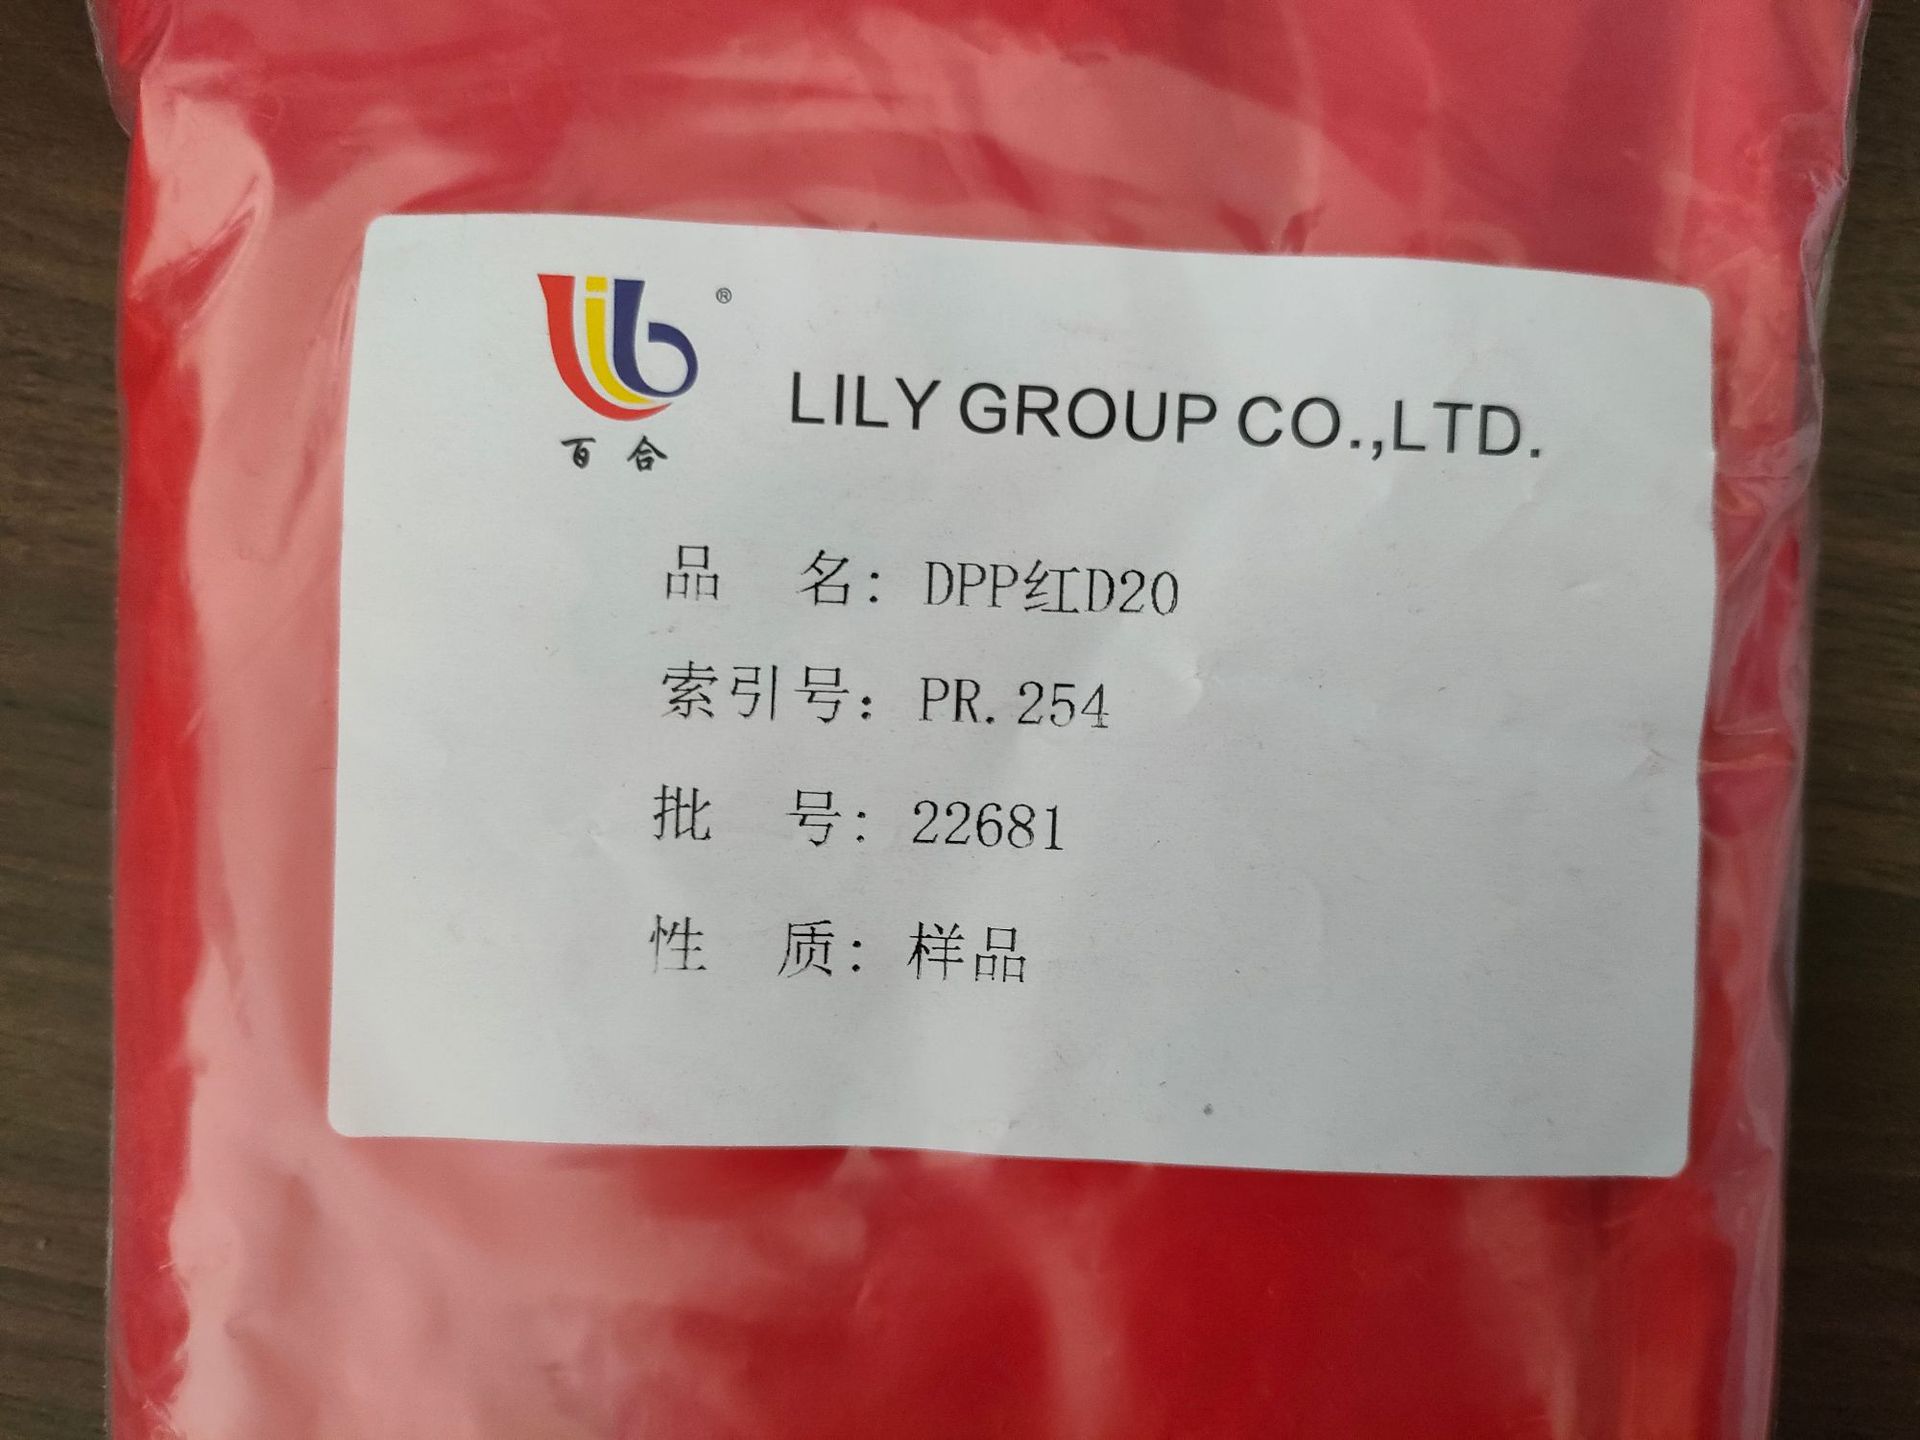 lib®
百合
LILY GROUP CO.,LTD.
品 名: DPP红D20
索引号: PR.254
批 号: 22681
性 质: 样品